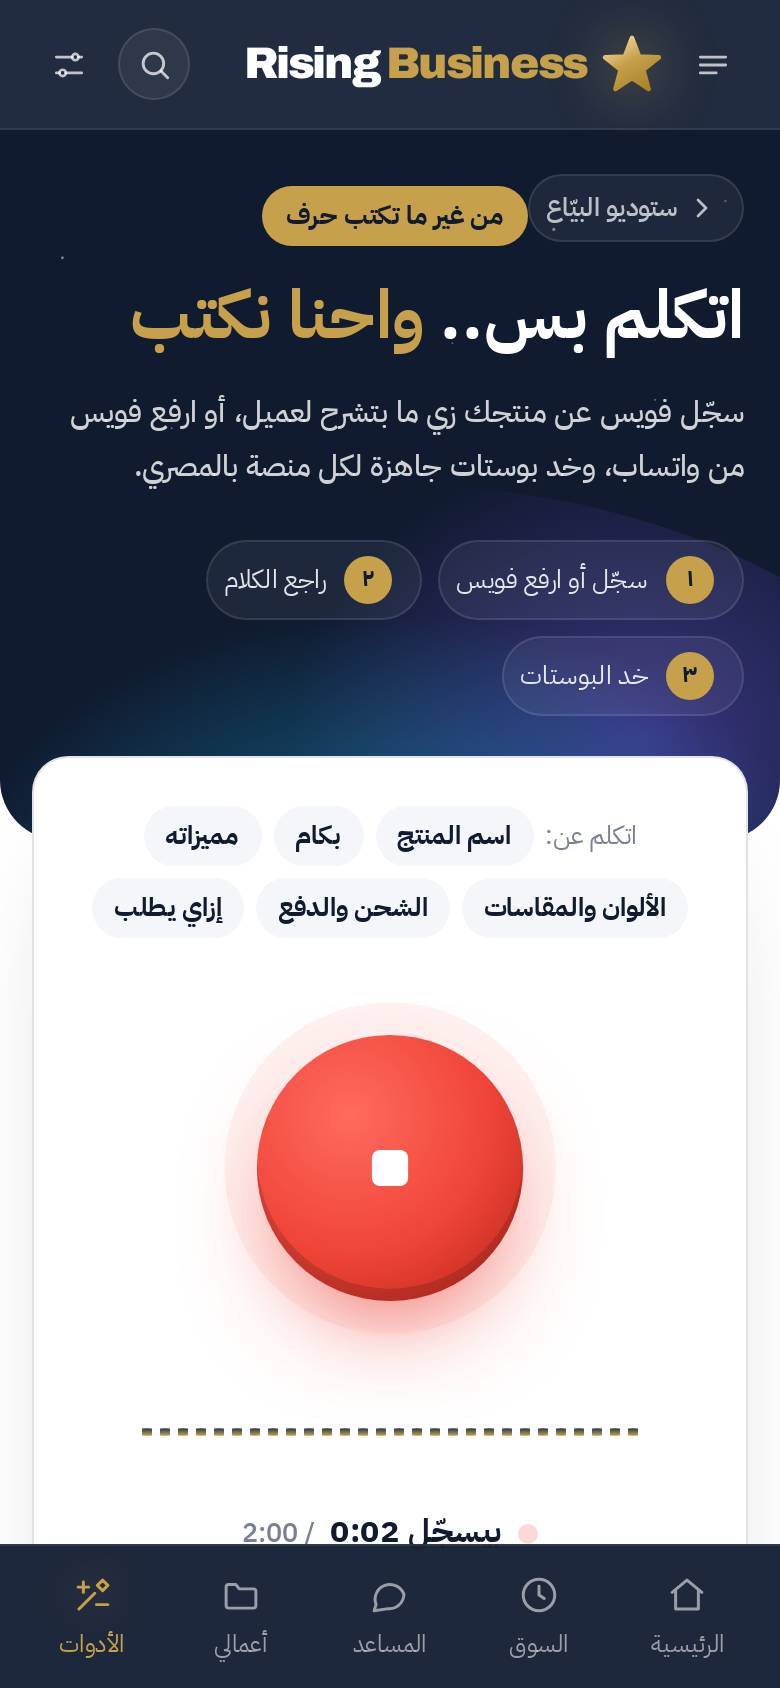 Rising Business
ستوديو البيّاع
من غير ما تكتب حرف
اتكلم بس.. واحنا نكتب
سجّل فويس عن منتجك زي ما بتشرح لعميل، أو ارفع فويس
من واتساب، وخد بوستات جاهزة لكل منصة بالمصري.
١ سجّل أو ارفع فويس
٢ راجع الكلام
٣ خد البوستات
اتكلم عن: اسم المنتج بكام مميزاته
الألوان والمقاسات الشحن والدفع إزاي يطلب
بيسجّل 0:02 / 2:00
الرئيسية السوق المساعد أعمالي الأدوات